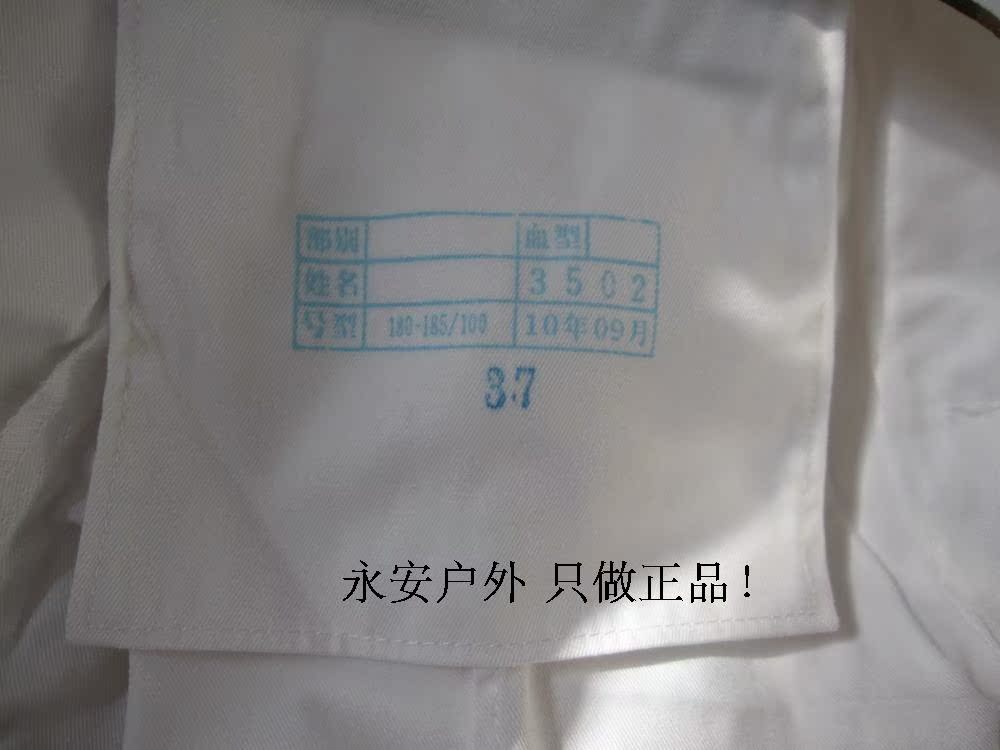 部别 血型
姓名 3502
号型 180-185/100 10年09月
37
永安户外 只做正品!